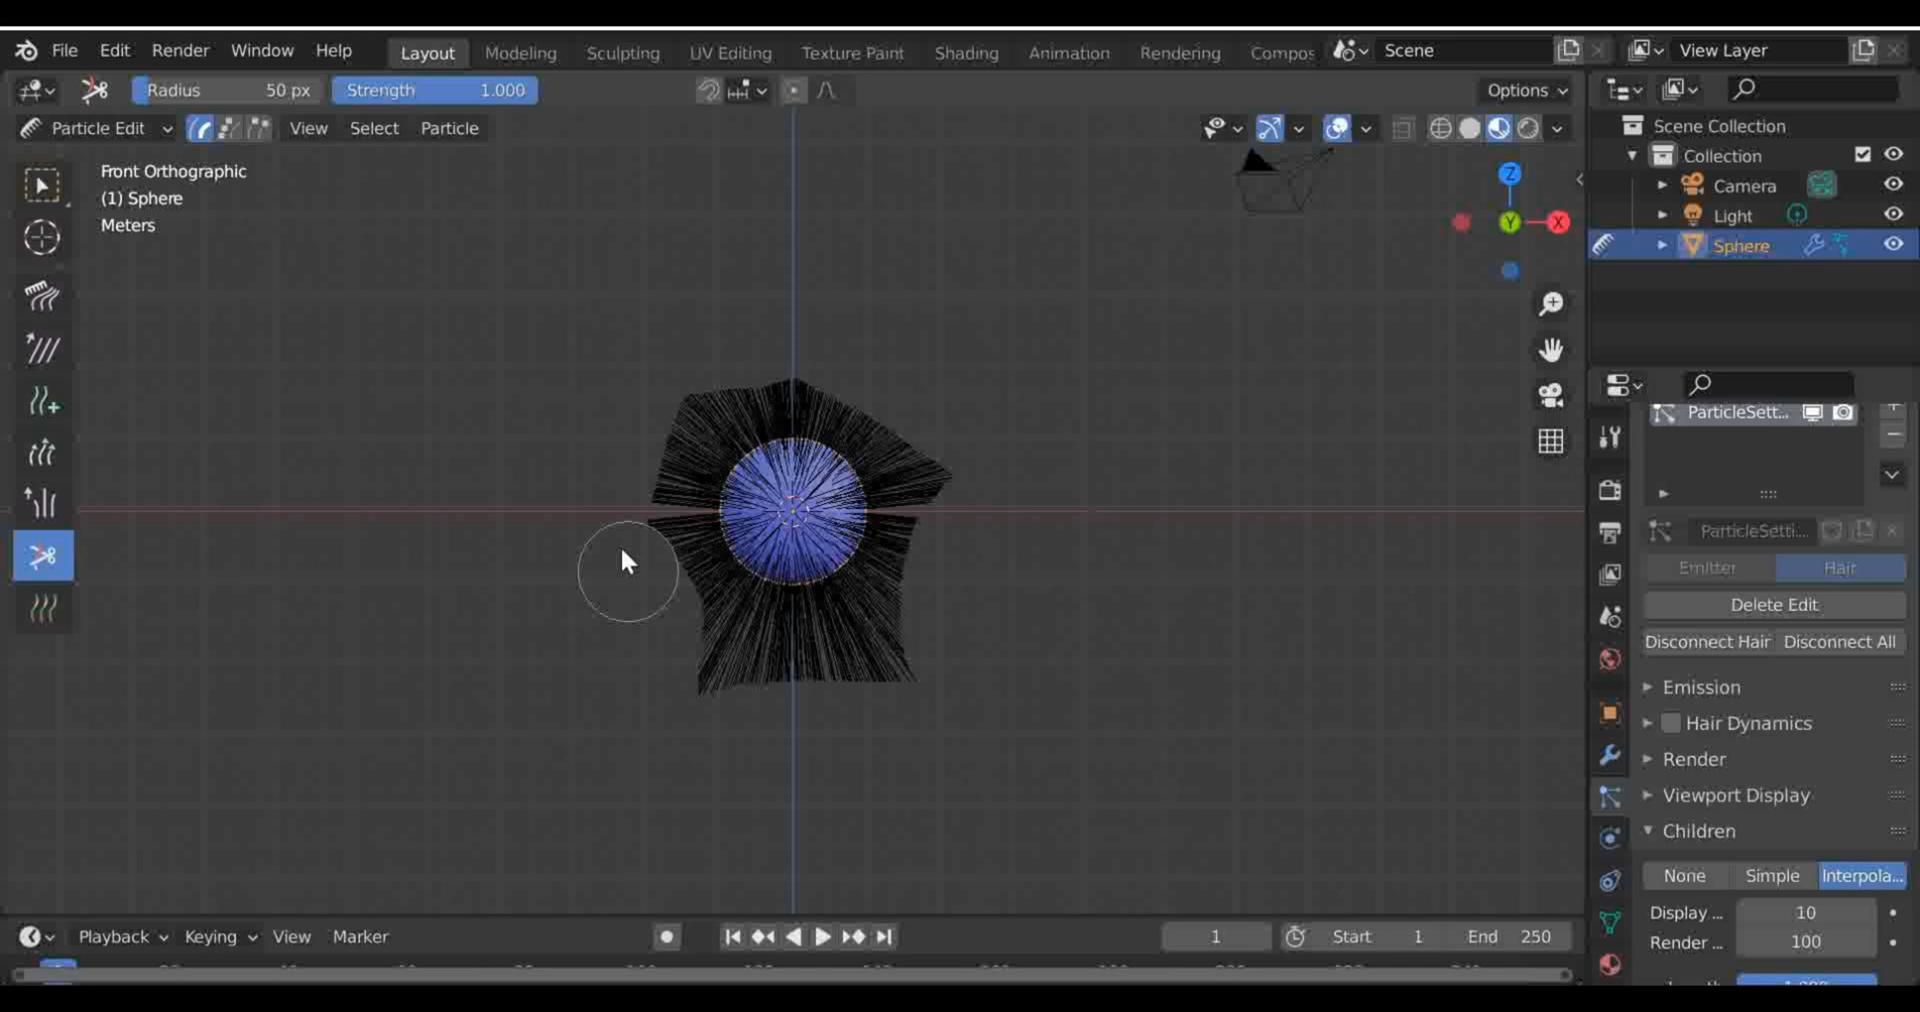 File Edit Render Window Help Layout Modeling Sculpting UV Editing Texture Paint Shading Animation Rendering Compos Scene View Layer
Radius 50 px Strength 1.000 Options
Particle Edit View Select Particle
Scene Collection
Collection
Camera
Light
Sphere
Front Orthographic
(1) Sphere
Meters
Z
Y
X
ParticleSett...
ParticleSetti...
Emitter Hair
Delete Edit
Disconnect Hair Disconnect All
Emission
Hair Dynamics
Render
Viewport Display
Children
None Simple Interpola...
Display ... 10
Render ... 100
Playback Keying View Marker 1 Start 1 End 250